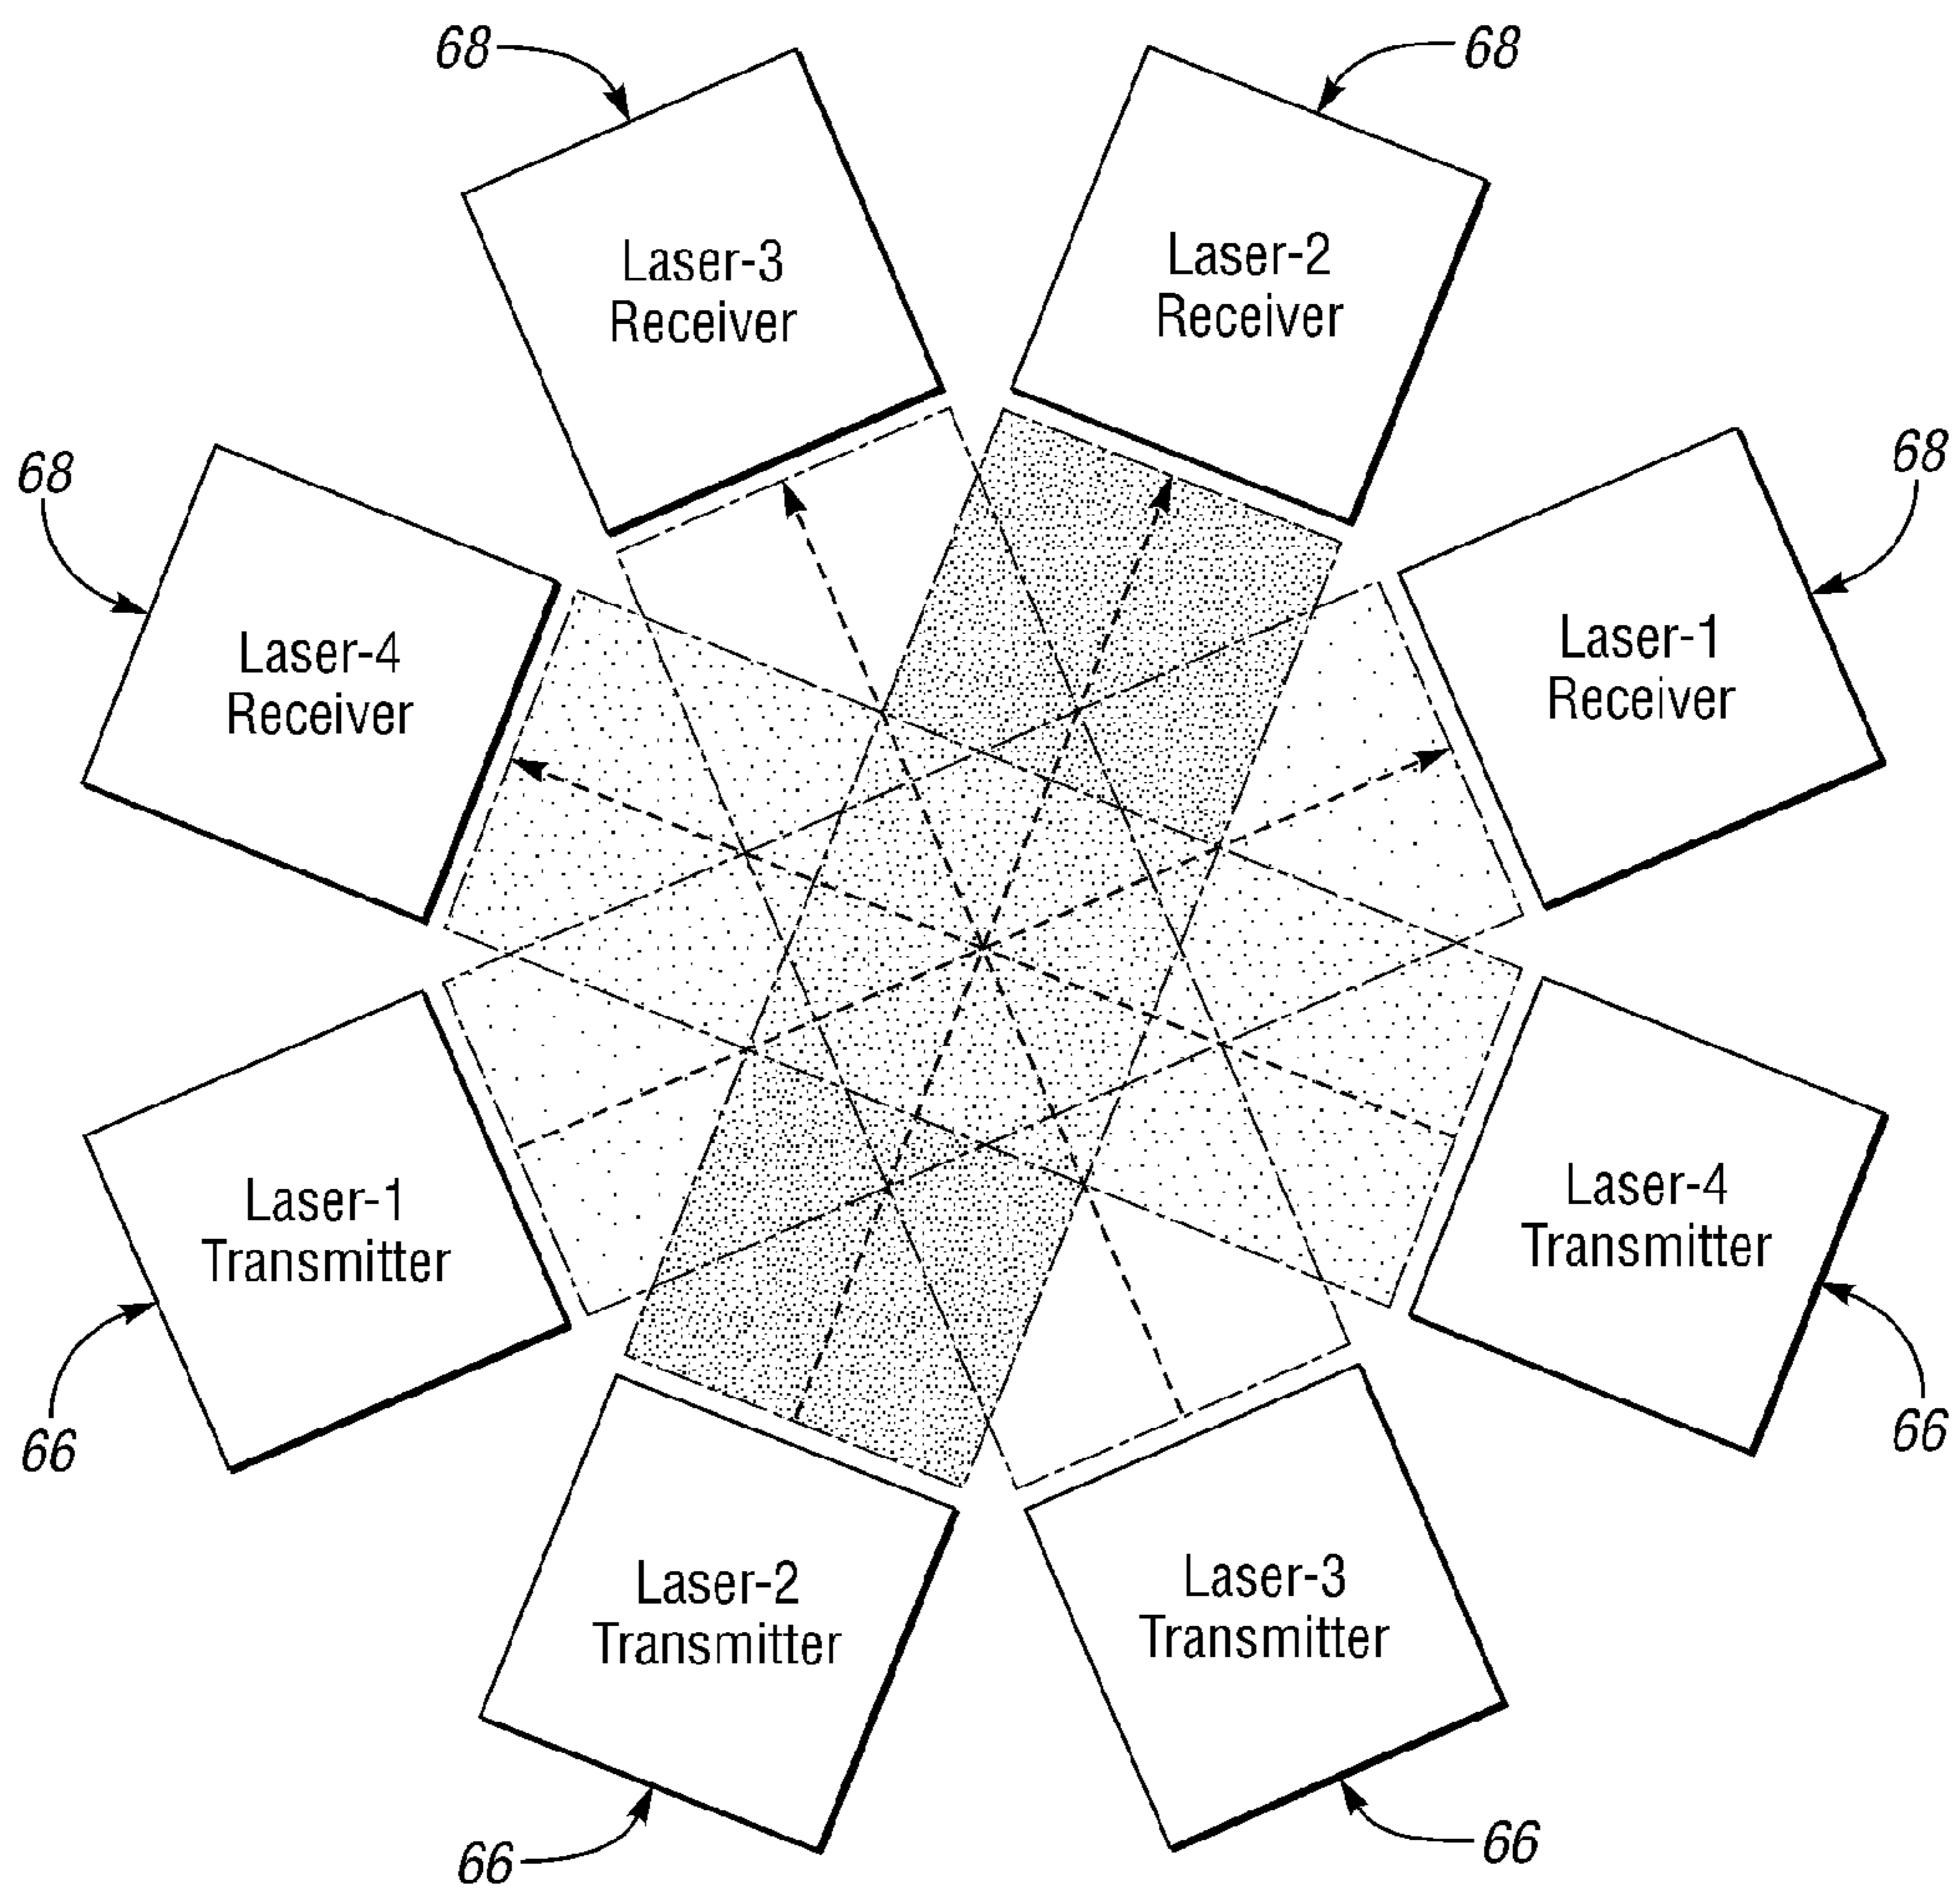 68
68
Laser-3
Receiver
Laser-2
Receiver
68
68
Laser-4
Receiver
Laser-1
Receiver
Laser-1
Transmitter
Laser-4
Transmitter
66
66
Laser-2
Transmitter
Laser-3
Transmitter
66
66